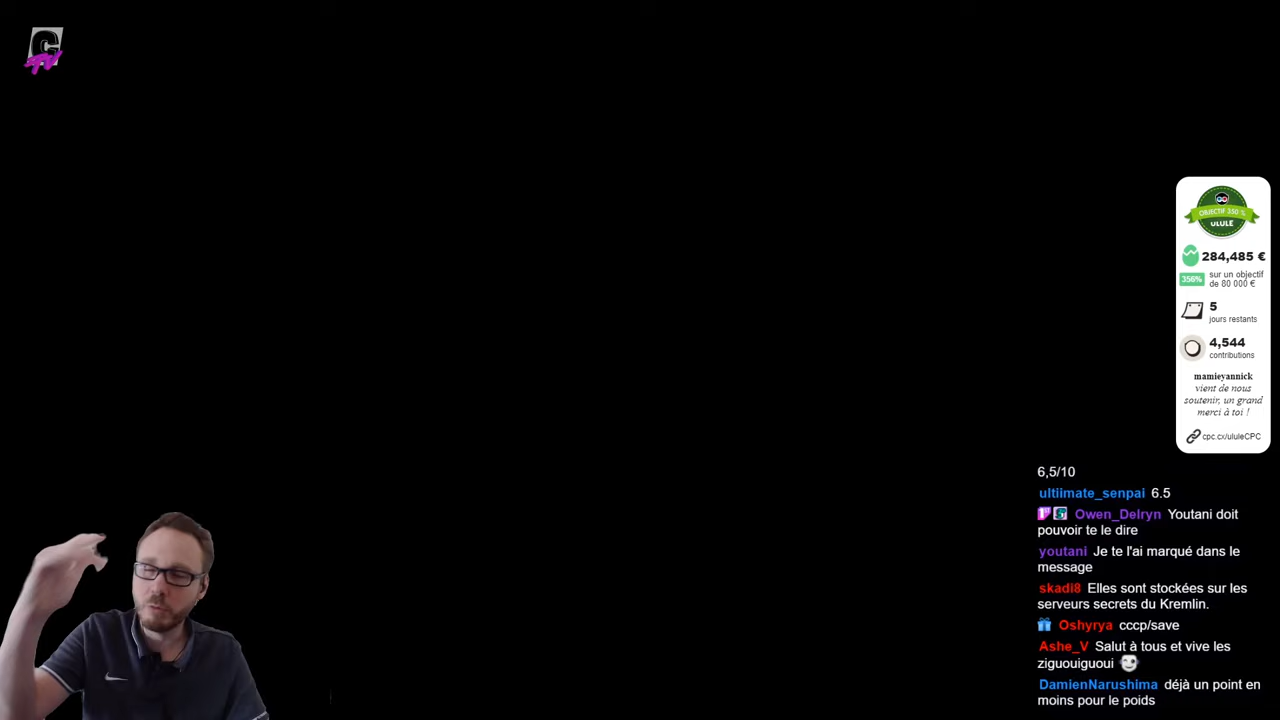 C
TV
OBJECTIF 350 %
ULULE
284,485 €
356%
sur un objectif
de 80 000 €
5
jours restants
4,544
contributions
mamieyannick
vient de nous
soutenir, un grand
merci à toi !
cpc.cx/ululeCPC
6,5/10
ultiimate_senpai 6.5
Owen_Delryn Youtani doit
pouvoir te le dire
youtani Je te l'ai marqué dans le
message
skadi8 Elles sont stockées sur les
serveurs secrets du Kremlin.
Oshyrya cccp/save
Ashe_V Salut à tous et vive les
ziguouiguoui
DamienNarushima déjà un point en
moins pour le poids